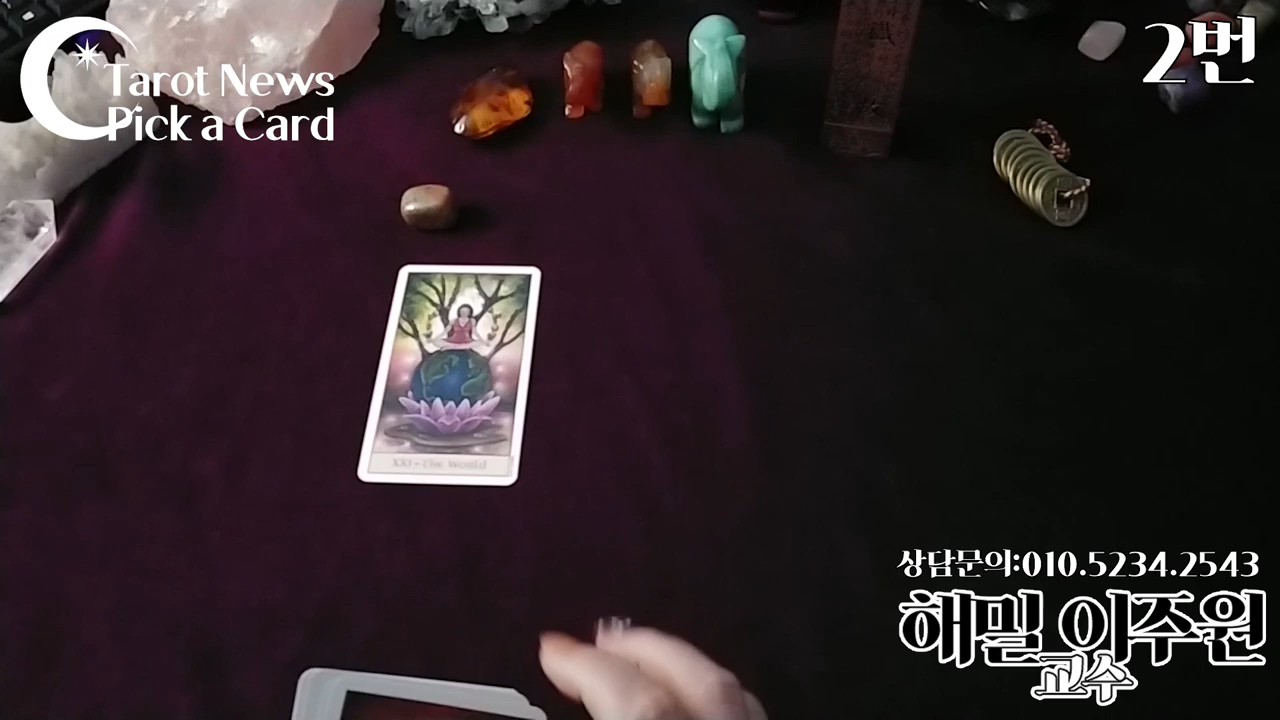 Tarot News
Pick a Card
2번
XXI - The World
상담문의:010.5234.2543
해밀 이주원
교수